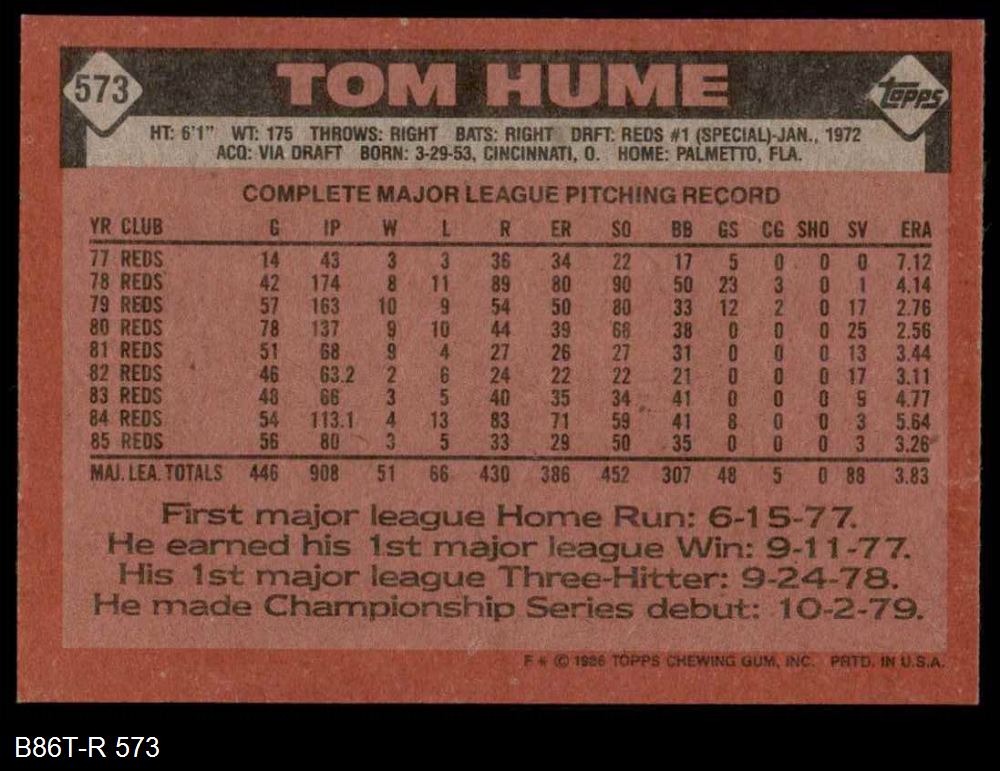 573 TOM HUME topps
HT: 6'1" WT: 175 THROWS: RIGHT BATS: RIGHT DRFT: REDS #1 (SPECIAL)-JAN., 1972
ACQ: VIA DRAFT BORN: 3-29-53, CINCINNATI, O. HOME: PALMETTO, FLA.
COMPLETE MAJOR LEAGUE PITCHING RECORD
YR CLUB G IP W L R ER SO BB GS CG SHO SV ERA
77 REDS 14 43 3 3 36 34 22 17 5 0 0 0 7.12
78 REDS 42 174 8 11 89 80 90 50 23 3 0 1 4.14
79 REDS 57 163 10 9 54 50 80 33 12 2 0 17 2.76
80 REDS 78 137 9 10 44 39 68 38 0 0 0 25 2.56
81 REDS 51 68 9 4 27 26 27 31 0 0 0 13 3.44
82 REDS 46 63.2 2 6 24 22 22 21 0 0 0 17 3.11
83 REDS 48 66 3 5 40 35 34 41 0 0 0 9 4.77
84 REDS 54 113.1 4 13 83 71 59 41 8 0 0 3 5.64
85 REDS 56 80 3 5 33 29 50 35 0 0 0 3 3.26
MAJ. LEA. TOTALS 446 908 51 66 430 386 452 307 48 5 0 88 3.83
First major league Home Run: 6-15-77.
He earned his 1st major league Win: 9-11-77.
His 1st major league Three-Hitter: 9-24-78.
He made Championship Series debut: 10-2-79.
F * © 1986 TOPPS CHEWING GUM, INC. PRTD. IN U.S.A.
B86T-R 573